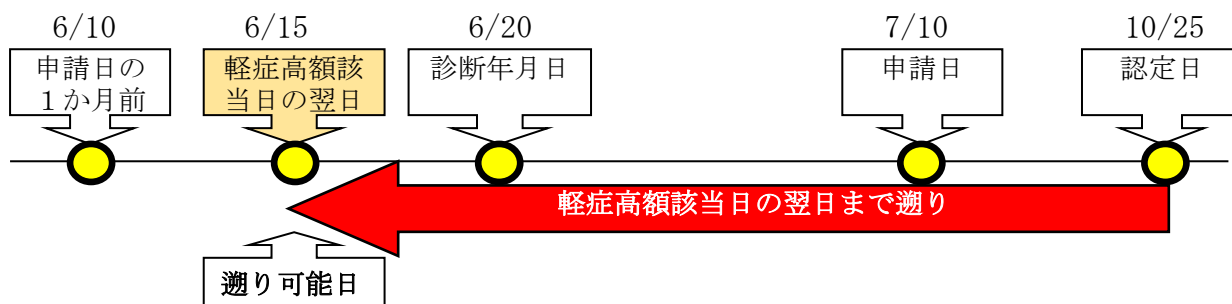 6/10
申請日の
１か月前
6/15
軽症高額該
当日の翌日
6/20
診断年月日
7/10
申請日
10/25
認定日
軽症高額該当日の翌日まで遡り
遡り可能日